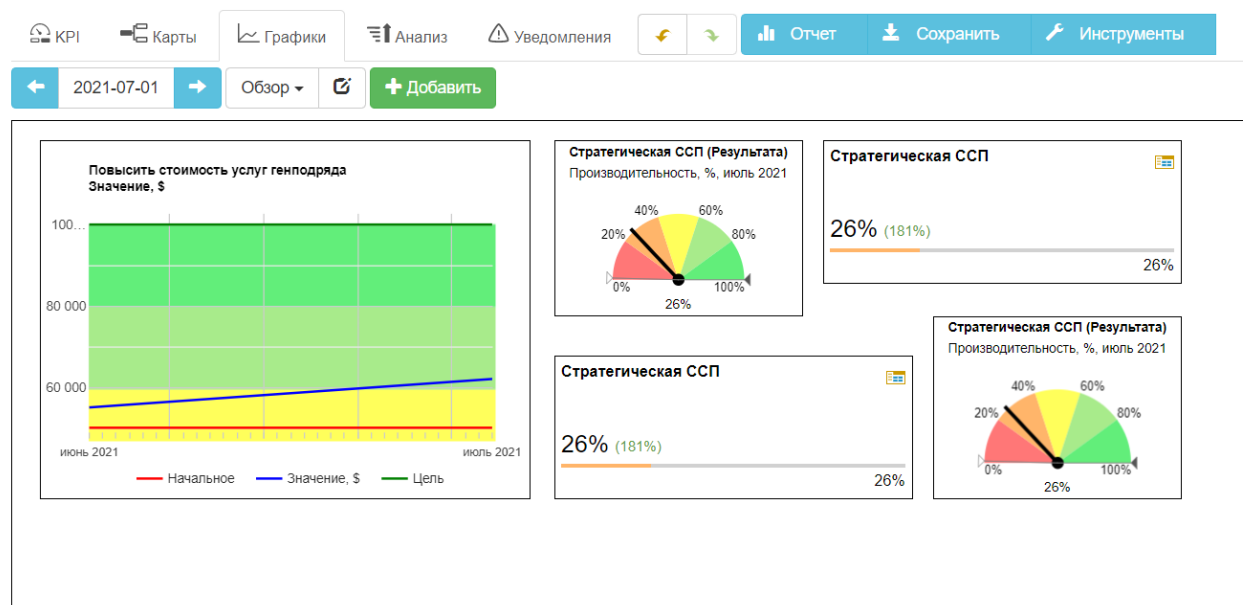 KPI Карты Графики Анализ Уведомления Отчет Сохранить Инструменты
2021-07-01 Обзор Добавить
Повысить стоимость услуг генподряда
Значение, $
100...
80 000
60 000
июнь 2021 июль 2021
Начальное Значение, $ Цель
Стратегическая ССП (Результата)
Производительность, %, июль 2021
40% 60%
20% 80%
0% 100%
26%
Стратегическая ССП
26% (181%)
26%
Стратегическая ССП
26% (181%)
26%
Стратегическая ССП (Результата)
Производительность, %, июль 2021
40% 60%
20% 80%
0% 100%
26%